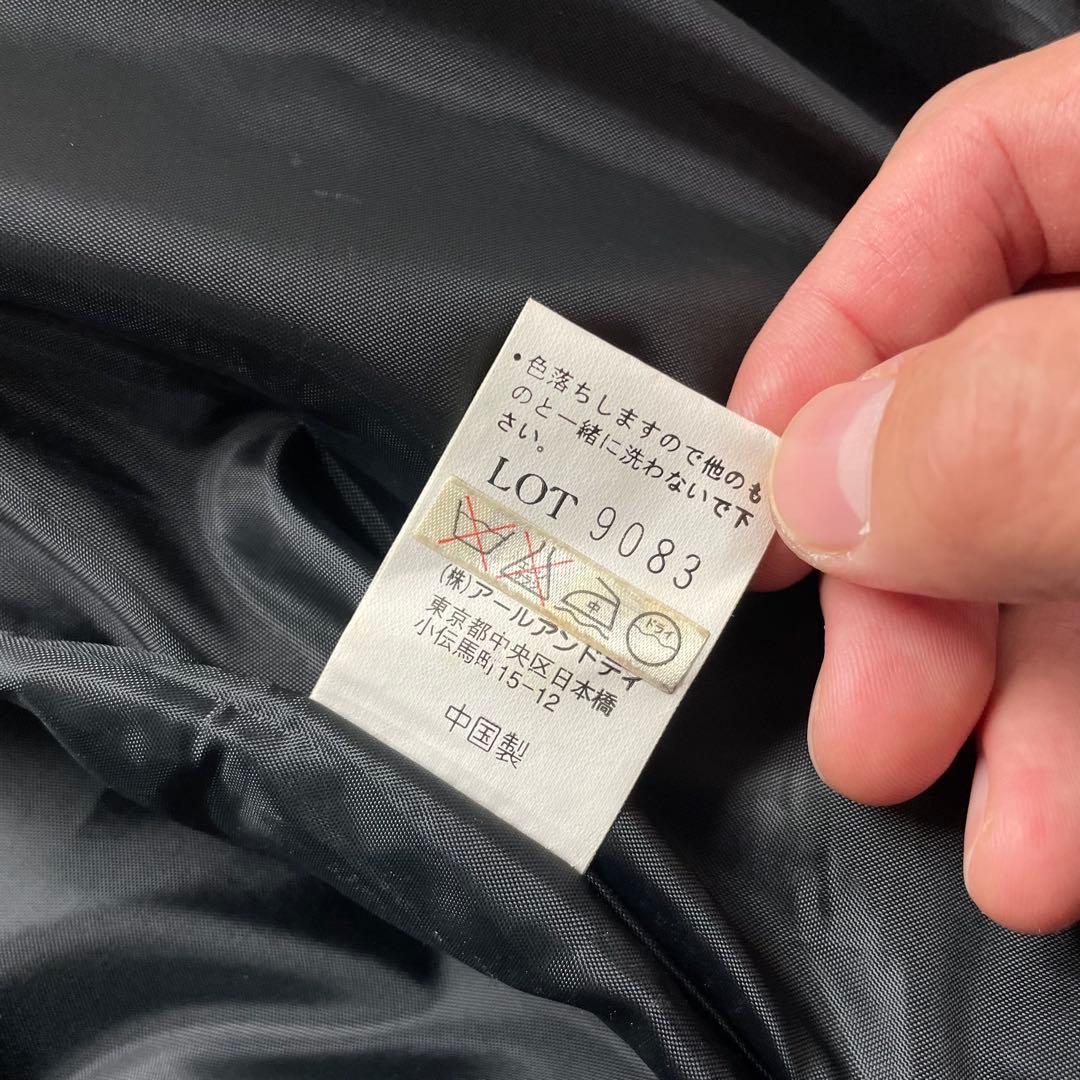 ・色落ちしますので他のも
のと一緒に洗わないで下
さい。
LOT 9083
中 ドライ
(株)アールアンドディ
東京都中央区日本橋
小伝馬町15-12
中国製